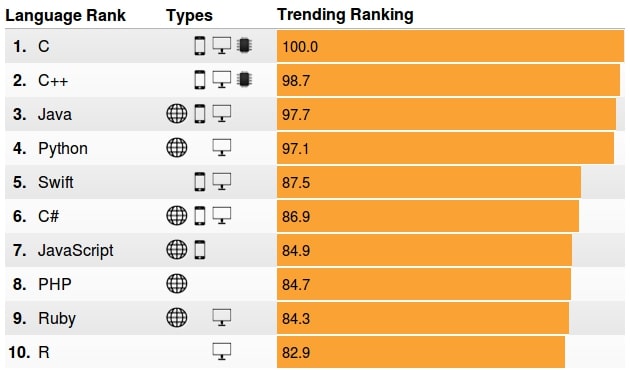 Language Rank Types Trending Ranking
1. C 100.0
2. C++ 98.7
3. Java 97.7
4. Python 97.1
5. Swift 87.5
6. C# 86.9
7. JavaScript 84.9
8. PHP 84.7
9. Ruby 84.3
10. R 82.9